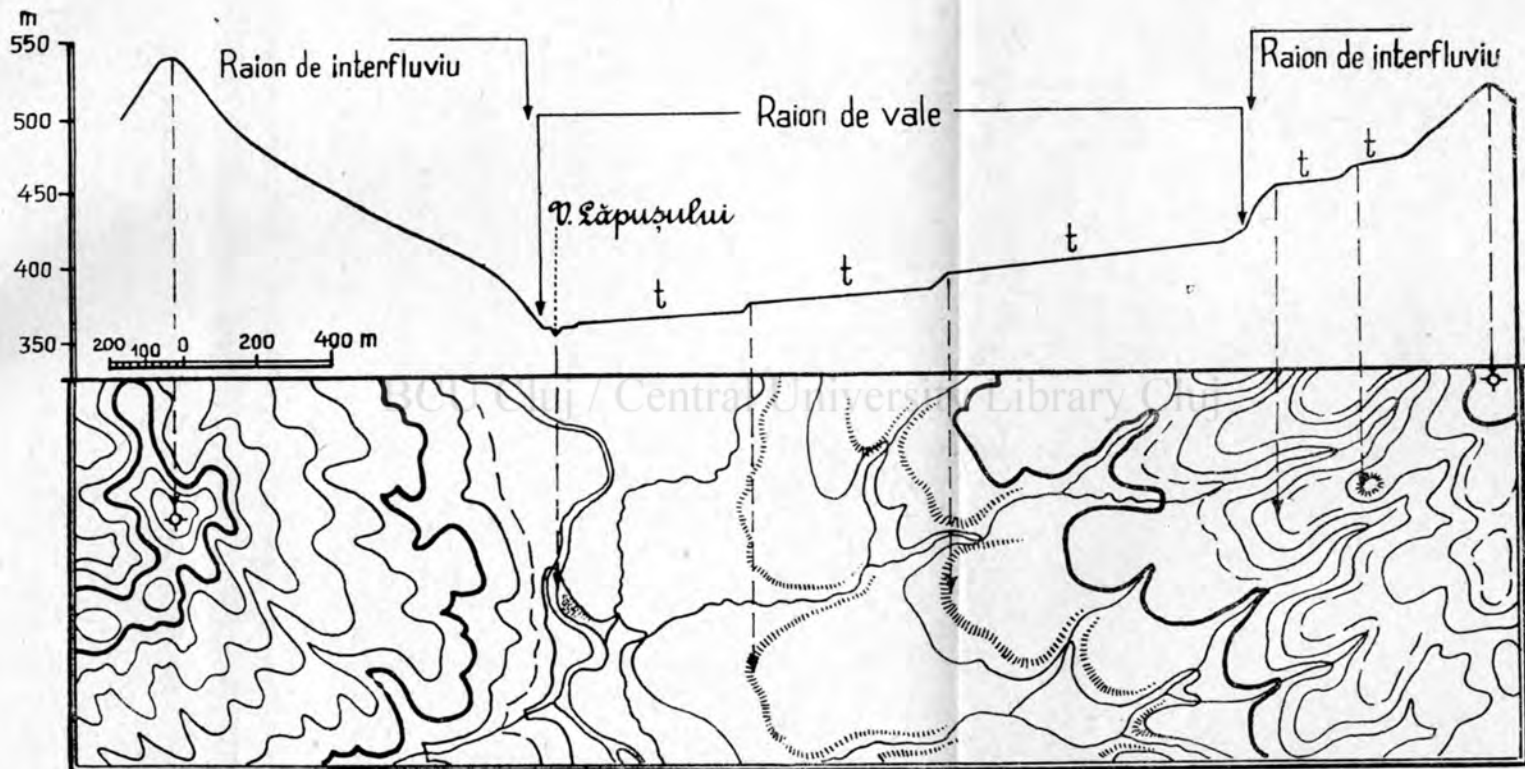 m
550
500
450
400
350
Raion de interfluviu
Raion de vale
Raion de interfluviu
V. Lăpușului
t
t
t
t
t
200 100 0 200 400 m
BCU Cluj / Central University Library Cluj